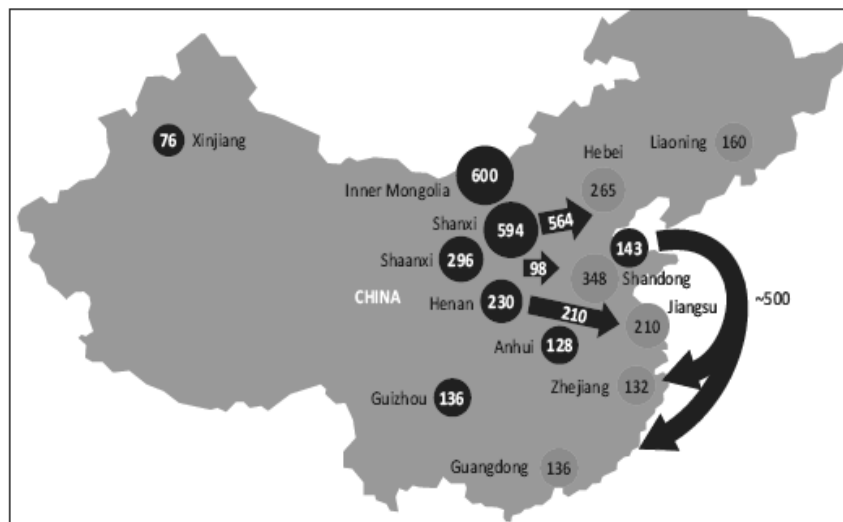 76 Xinjiang
Liaoning 160
Hebei
265
600
Inner Mongolia
Shanxi
594
564
143
Shaanxi 296
98
348
Shandong
CHINA
~500
Henan 230
210
Jiangsu
210
Anhui 128
Zhejiang 132
Guizhou 136
Guangdong 136